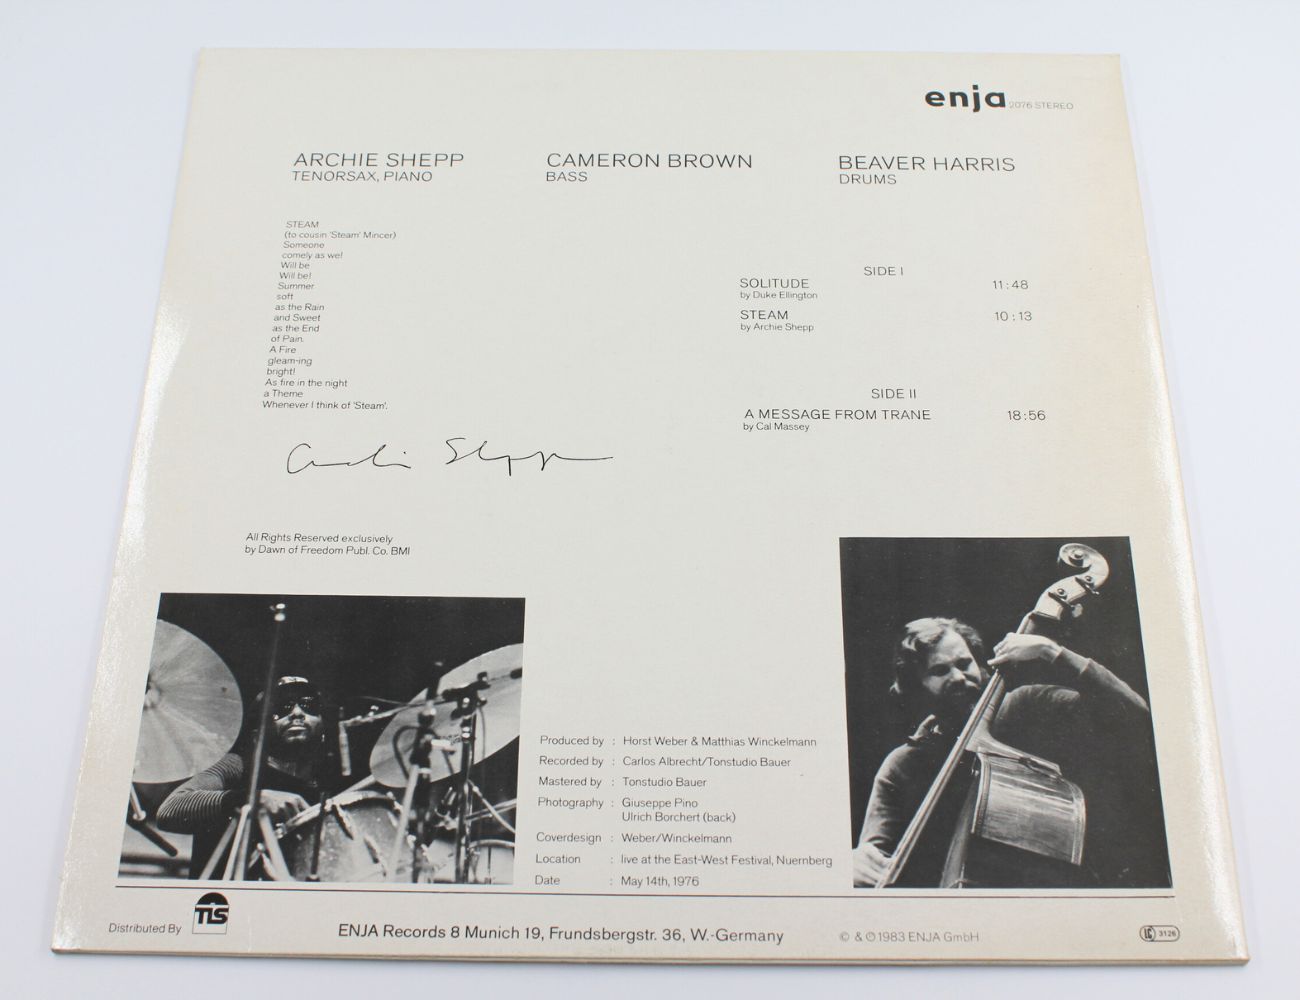 enja 2076 STEREO
ARCHIE SHEPP
TENORSAX, PIANO
CAMERON BROWN
BASS
BEAVER HARRIS
DRUMS
STEAM
(to cousin 'Steam' Mincer)
Someone
comely as wel
Will be
Will be!
Summer
soft
as the Rain
and Sweet
as the End
of Pain.
A Fire
gleam-ing
bright!
As fire in the night
a Theme
Whenever I think of 'Steam'.
Archie Shepp
SIDE I
SOLITUDE 11:48
by Duke Ellington
STEAM 10:13
by Archie Shepp
SIDE II
A MESSAGE FROM TRANE 18:56
by Cal Massey
All Rights Reserved exclusively
by Dawn of Freedom Publ. Co. BMI
Produced by : Horst Weber & Matthias Winckelmann
Recorded by : Carlos Albrecht/Tonstudio Bauer
Mastered by : Tonstudio Bauer
Photography : Giuseppe Pino
Ulrich Borchert (back)
Coverdesign : Weber/Winckelmann
Location : live at the East-West Festival, Nuernberg
Date : May 14th, 1976
Distributed By TIS
ENJA Records 8 Munich 19, Frundsbergstr. 36, W.-Germany
© & ℗ 1983 ENJA GmbH
LC 3126